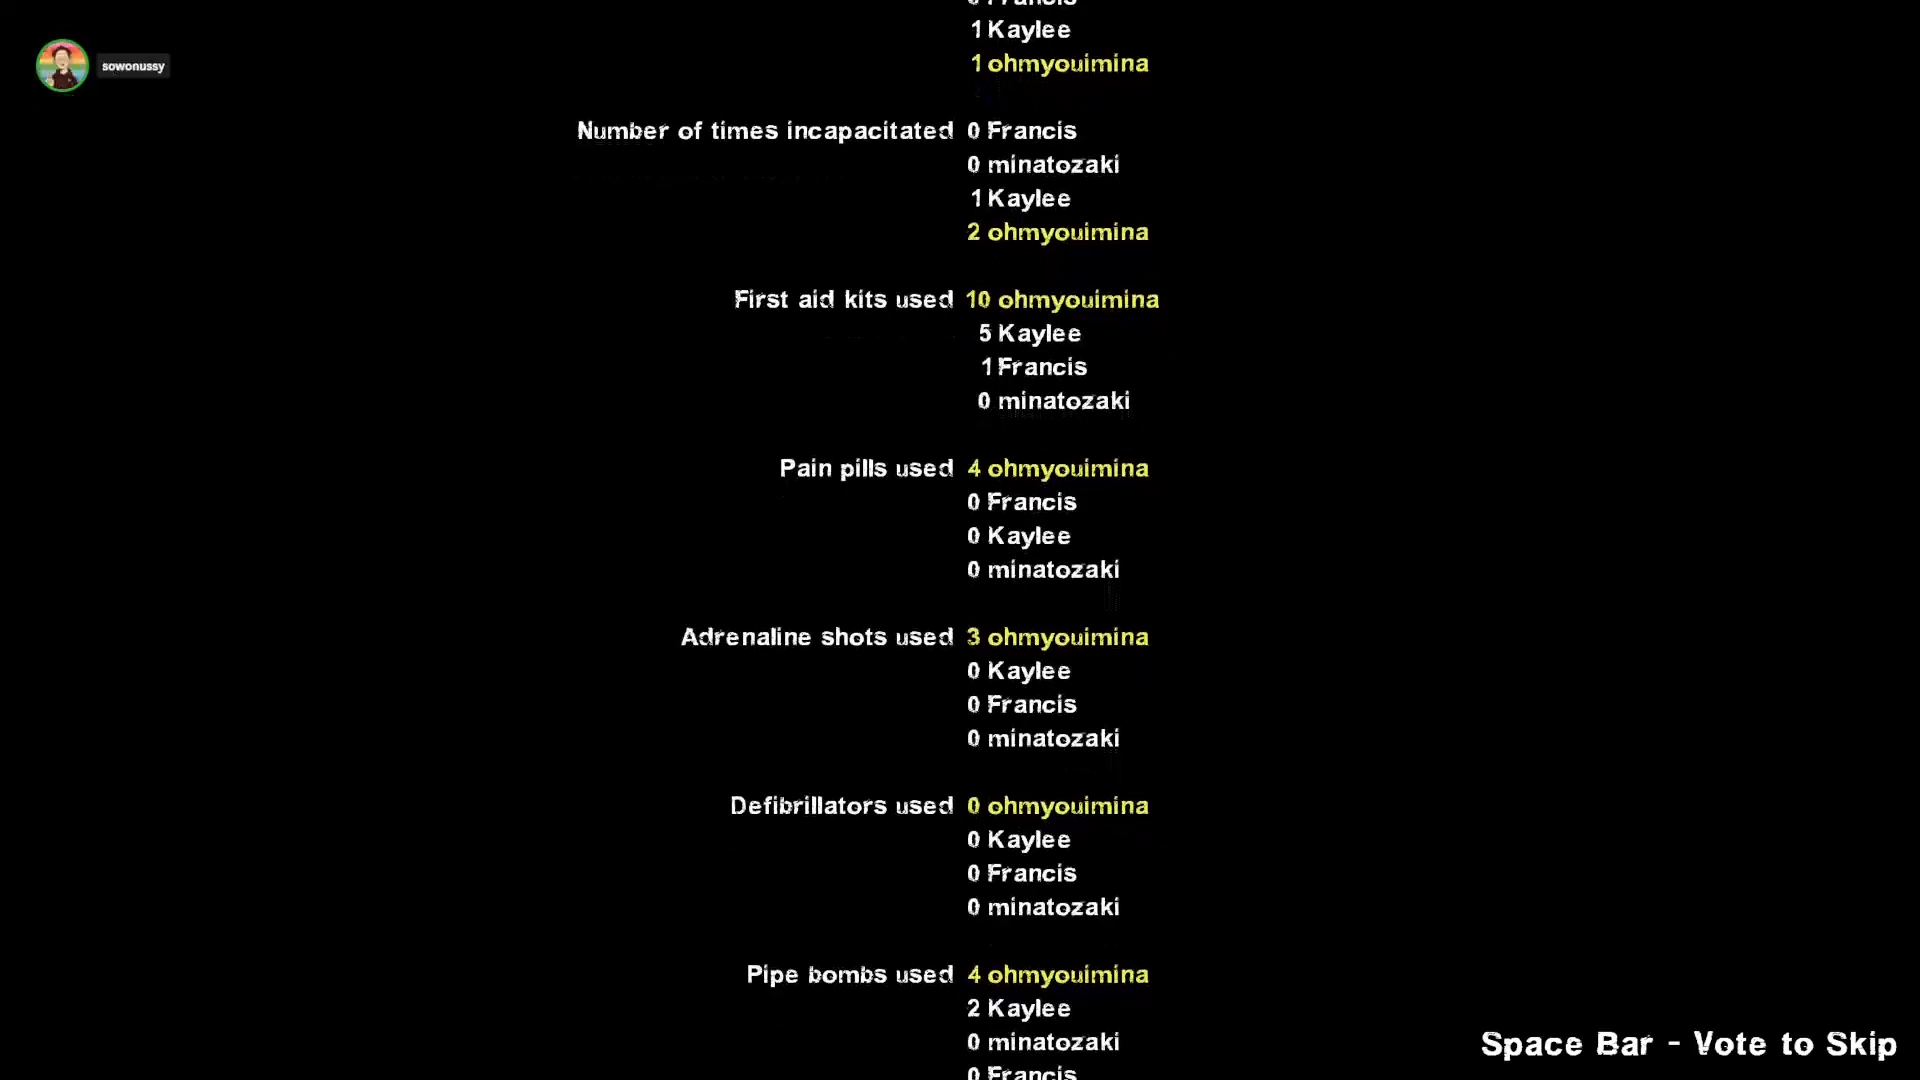 0 Francis
1 Kaylee
sowonussy
1 ohmyouimina
Number of times incapacitated 0 Francis
0 minatozaki
1 Kaylee
2 ohmyouimina
First aid kits used 10 ohmyouimina
5 Kaylee
1 Francis
0 minatozaki
Pain pills used 4 ohmyouimina
0 Francis
0 Kaylee
0 minatozaki
Adrenaline shots used 3 ohmyouimina
0 Kaylee
0 Francis
0 minatozaki
Defibrillators used 0 ohmyouimina
0 Kaylee
0 Francis
0 minatozaki
Pipe bombs used 4 ohmyouimina
2 Kaylee
0 minatozaki
Space Bar - Vote to Skip
0 Francis